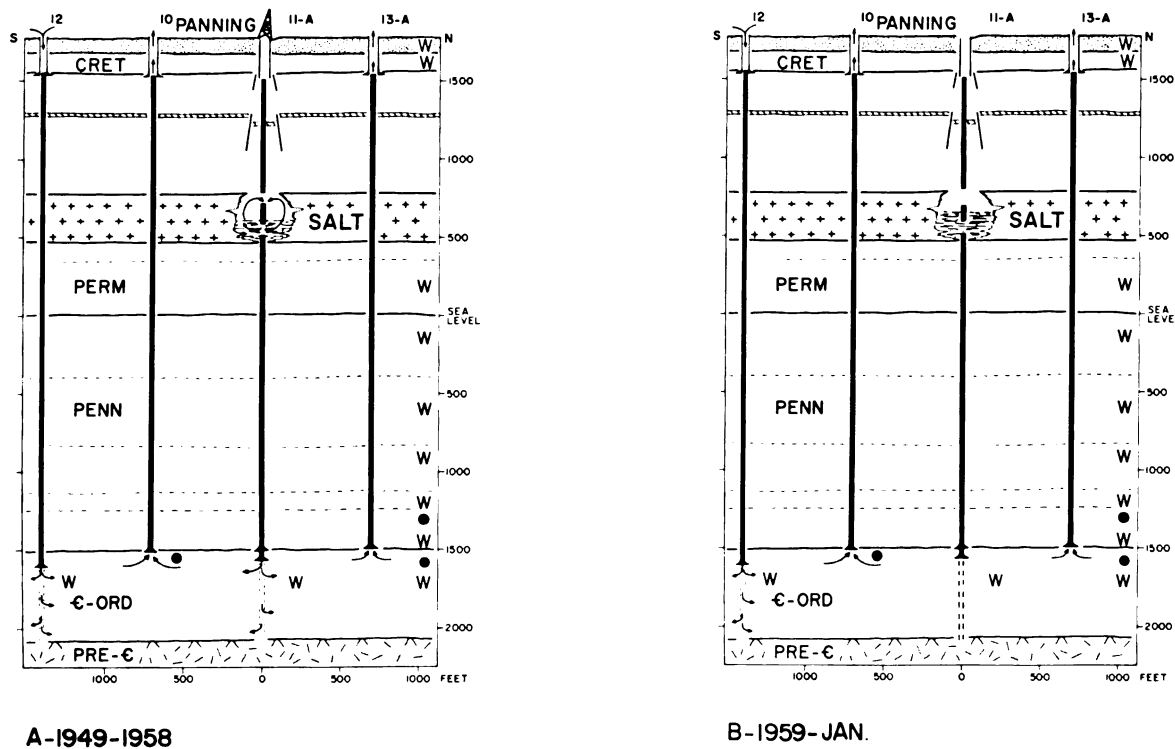 12 10 PANNING 11-A 13-A
S N
W
CRET W
1500
1000
SALT
500
PERM W
SEA
LEVEL
W
500
PENN W
W
1000
W
W
1500
W W W
Є-ORD
2000
PRE-Є
1000 500 0 500 1000 FEET
A-1949-1958
12 10 PANNING 11-A 13-A
S N
W
CRET W
1500
1000
SALT
500
PERM W
SEA
LEVE
W
500
PENN W
W
1000
W
W
1500
W W W
Є-ORD
2000
PRE-Є
1000 500 0 500 1000 FEET
B-1959-JAN.